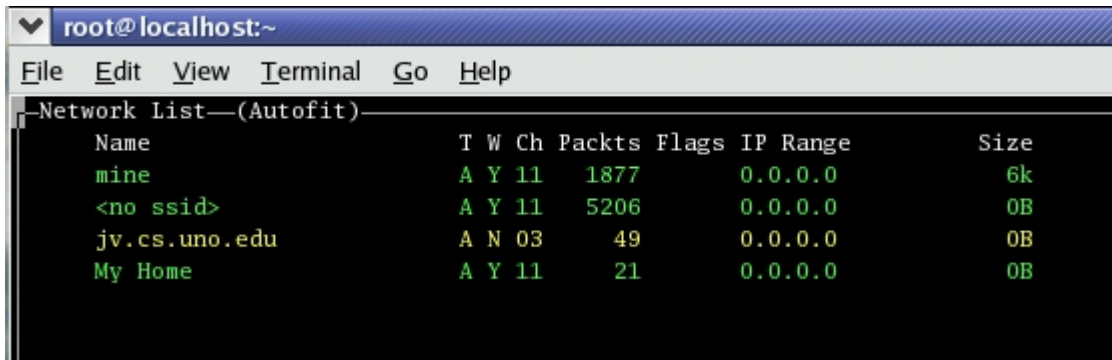 root@localhost:~
File Edit View Terminal Go Help
Network List—(Autofit)
Name T W Ch Packts Flags IP Range Size
mine A Y 11 1877 0.0.0.0 6k
<no ssid> A Y 11 5206 0.0.0.0 0B
jv.cs.uno.edu A N 03 49 0.0.0.0 0B
My Home A Y 11 21 0.0.0.0 0B